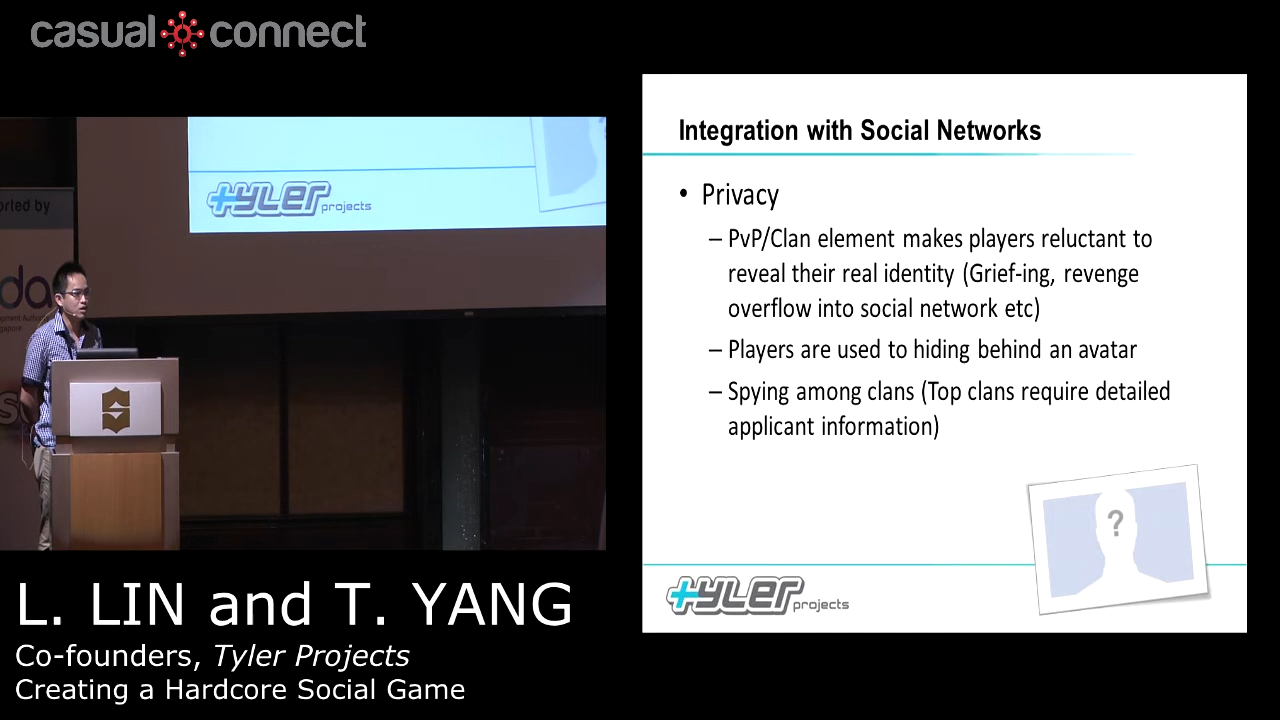 casual connect
Integration with Social Networks
• Privacy
– PvP/Clan element makes players reluctant to
reveal their real identity (Grief-ing, revenge
overflow into social network etc)
– Players are used to hiding behind an avatar
– Spying among clans (Top clans require detailed
applicant information)
?
tyler projects
tyler projects
orted by
L. LIN and T. YANG
Co-founders, Tyler Projects
Creating a Hardcore Social Game